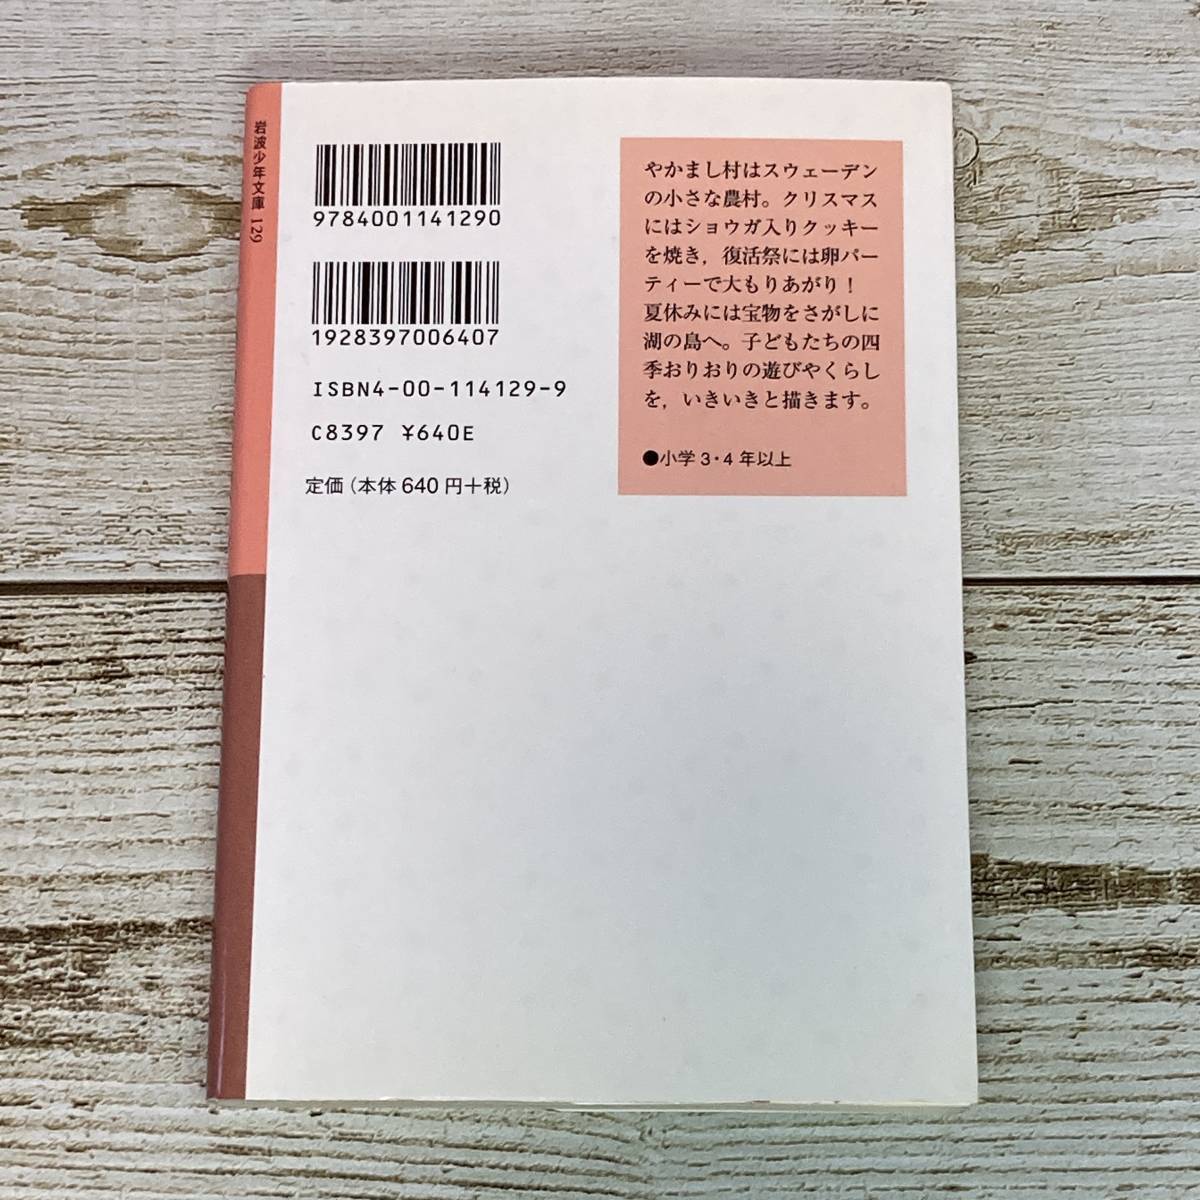 岩波少年文庫 129
9784001141290
1928397006407
ISBN4-00-114129-9
C8397 ¥640E
定価(本体 640 円+税)
やかまし村はスウェーデン
の小さな農村。クリスマス
にはショウガ入りクッキー
を焼き，復活祭には卵パー
ティーで大もりあがり！
夏休みには宝物をさがしに
湖の島へ。子どもたちの四
季おりおりの遊びやくらし
を，いきいきと描きます。
●小学 3・4 年以上